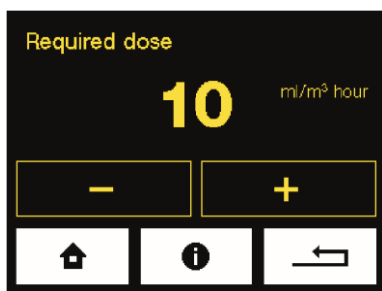 Required dose
10 ml/m³ hour
− +